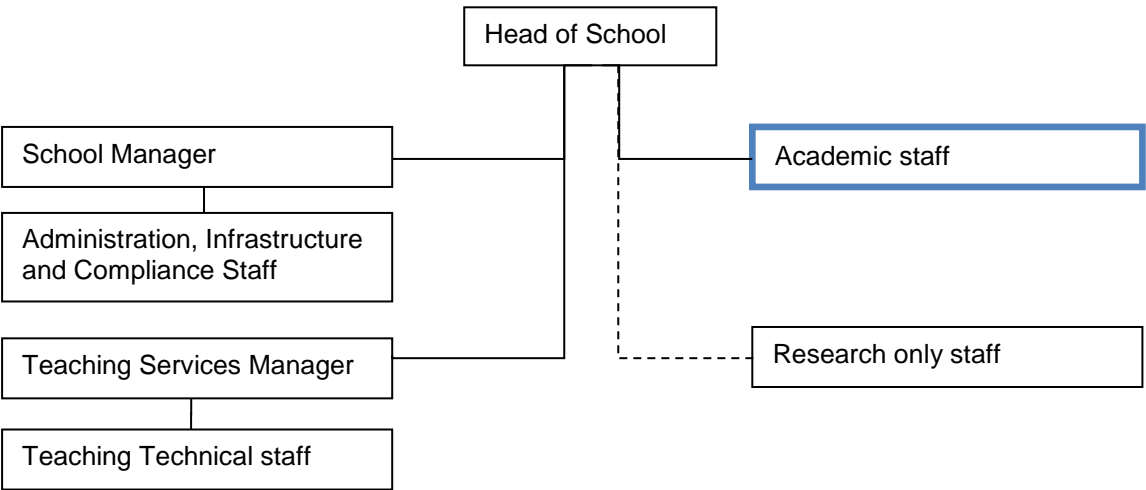 Head of School
School Manager
Academic staff
Administration, Infrastructure
and Compliance Staff
Teaching Services Manager
Research only staff
Teaching Technical staff